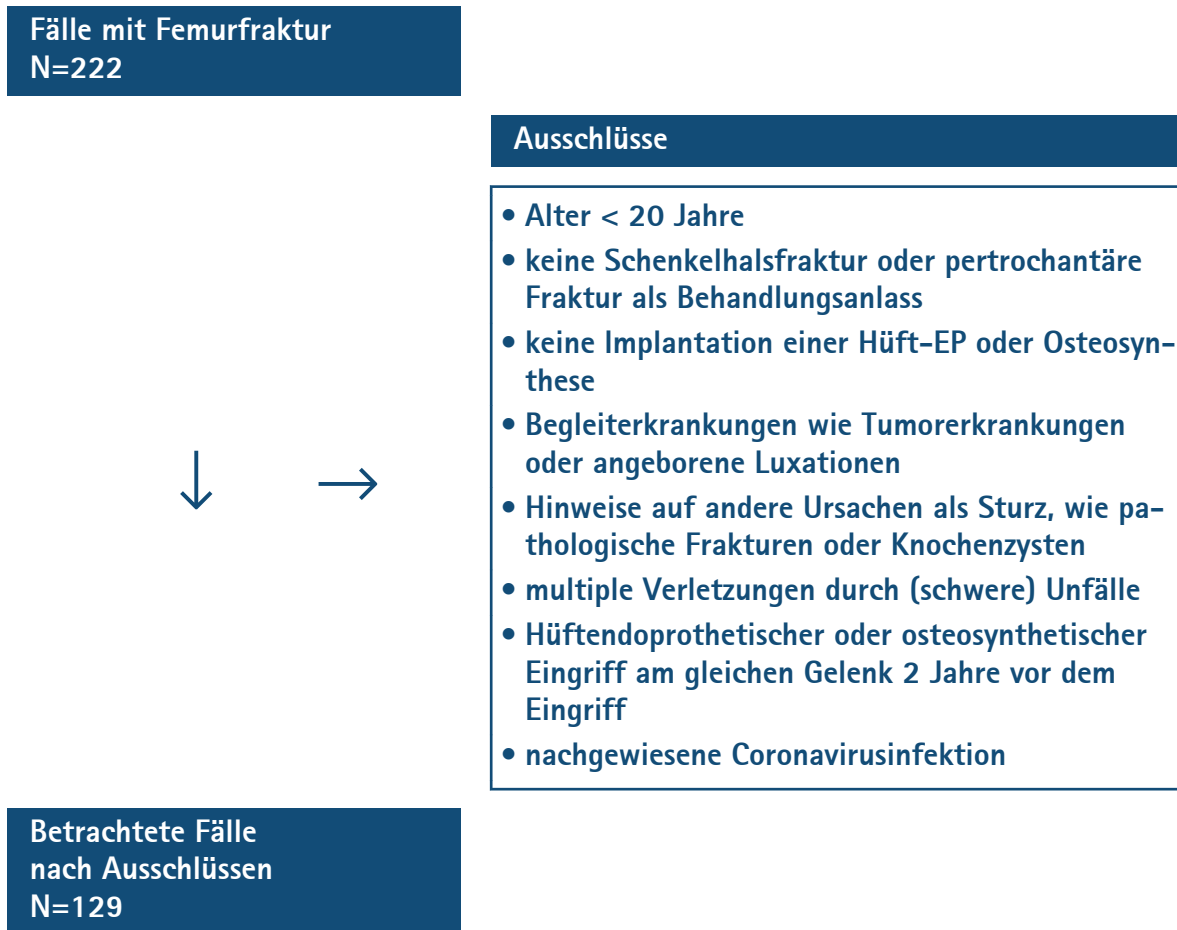 Fälle mit Femurfraktur
N=222
Ausschlüsse
• Alter < 20 Jahre
• keine Schenkelhalsfraktur oder pertrochantäre
Fraktur als Behandlungsanlass
• keine Implantation einer Hüft-EP oder Osteosyn-
these
• Begleiterkrankungen wie Tumorerkrankungen
oder angeborene Luxationen
• Hinweise auf andere Ursachen als Sturz, wie pa-
thologische Frakturen oder Knochenzysten
• multiple Verletzungen durch (schwere) Unfälle
• Hüftendoprothetischer oder osteosynthetischer
Eingriff am gleichen Gelenk 2 Jahre vor dem
Eingriff
• nachgewiesene Coronavirusinfektion
Betrachtete Fälle
nach Ausschlüssen
N=129